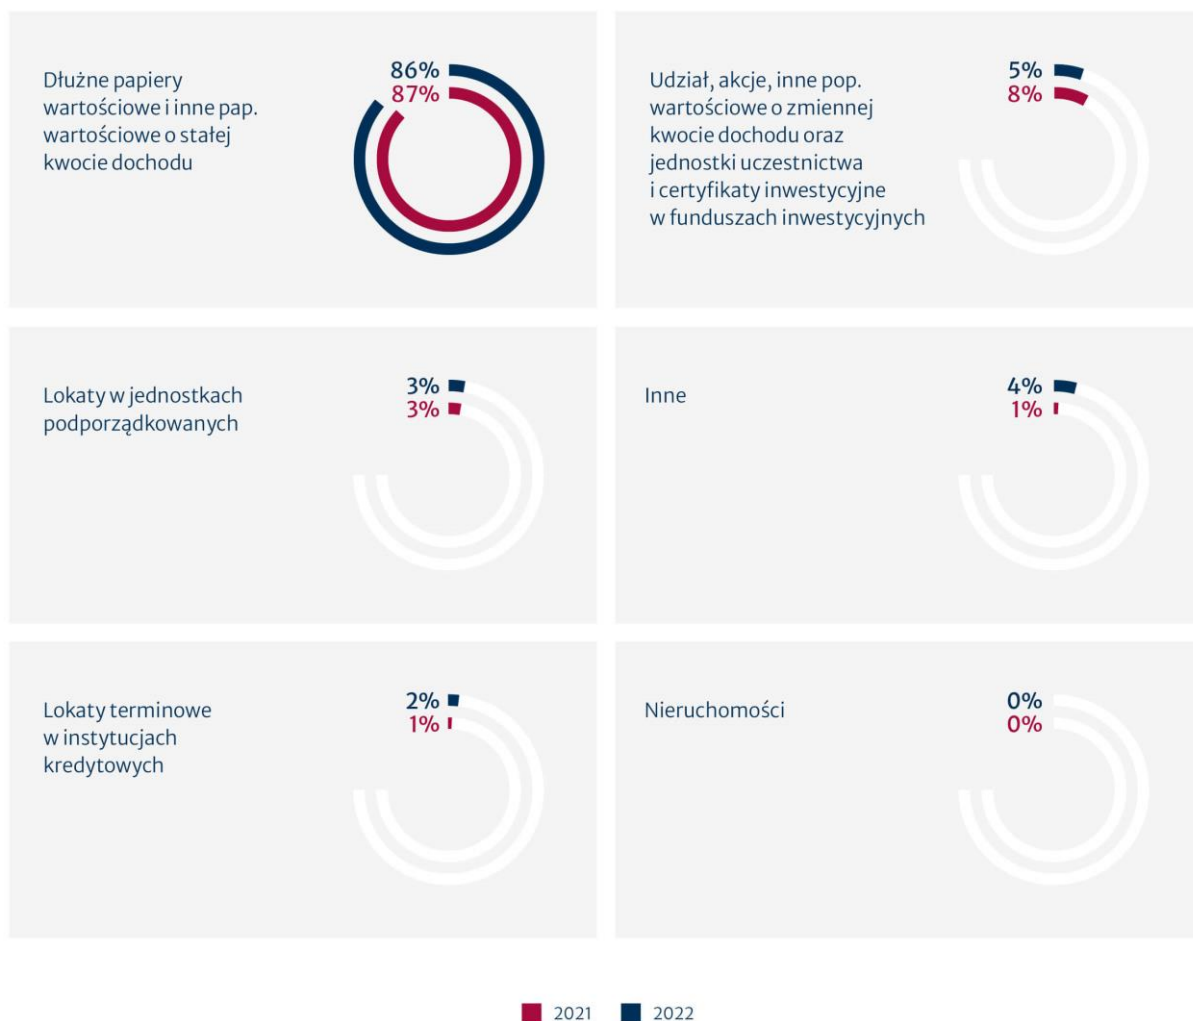 Dłużne papiery
wartościowe i inne pap.
wartościowe o stałej
kwocie dochodu
86%
87%
Udział, akcje, inne pop.
wartościowe o zmiennej
kwocie dochodu oraz
jednostki uczestnictwa
i certyfikaty inwestycyjne
w funduszach inwestycyjnych
5%
8%
Lokaty w jednostkach
podporządkowanych
3%
3%
Inne
4%
1%
Lokaty terminowe
w instytucjach
kredytowych
2%
1%
Nieruchomości
0%
0%
2021 2022